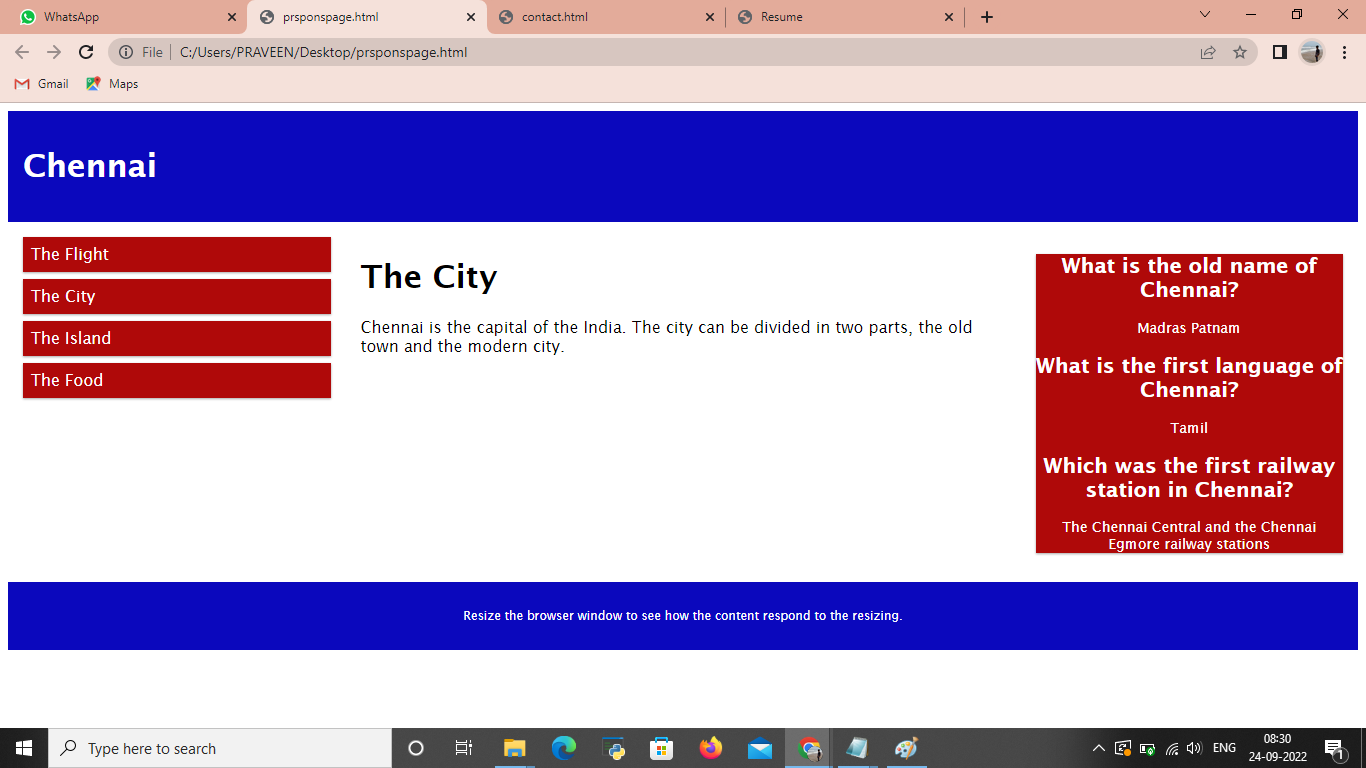 WhatsApp
prsponspage.html
contact.html
Resume
File
C:/Users/PRAVEEN/Desktop/prsponspage.html
Gmail
Maps
Chennai
The Flight
The City
The Island
The Food
The City
Chennai is the capital of the India. The city can be divided in two parts, the old
town and the modern city.
What is the old name of
Chennai?
Madras Patnam
What is the first language of
Chennai?
Tamil
Which was the first railway
station in Chennai?
The Chennai Central and the Chennai
Egmore railway stations
Resize the browser window to see how the content respond to the resizing.
Type here to search
ENG
08:30
24-09-2022
1